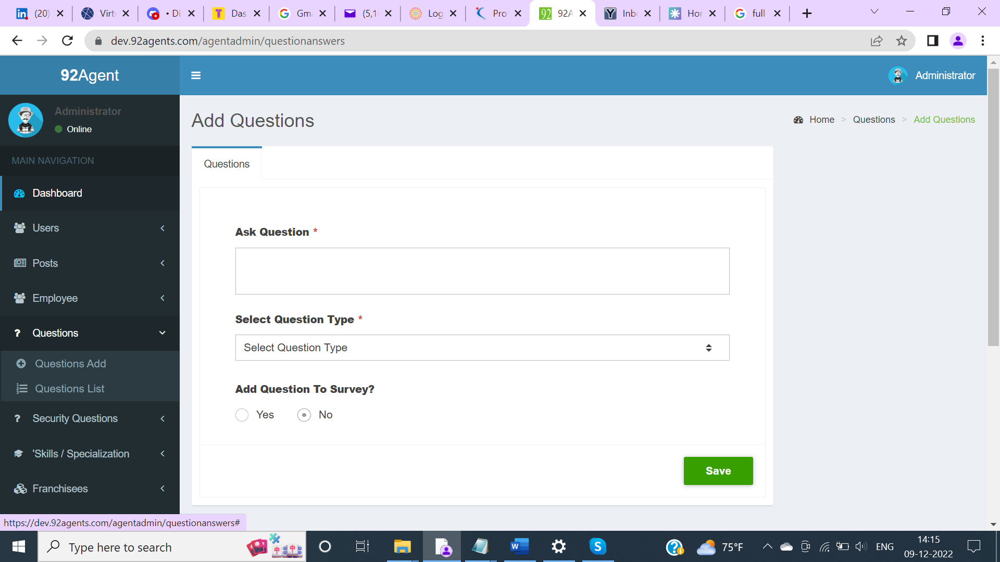 (20)
Virt
• Di
Das
Gm
(5,1
Log
Pro
92A
Inb
Hor
full
dev.92agents.com/agentadmin/questionanswers
92Agent
Administrator
Administrator
Online
Add Questions
Home > Questions > Add Questions
MAIN NAVIGATION
Dashboard
Users
Posts
Employee
Questions
Questions Add
Questions List
Security Questions
'Skills / Specialization
Franchisees
Questions
Ask Question *
Select Question Type *
Select Question Type
Add Question To Survey?
Yes No
Save
https://dev.92agents.com/agentadmin/questionanswers#
Type here to search
75°F
ENG
14:15
09-12-2022